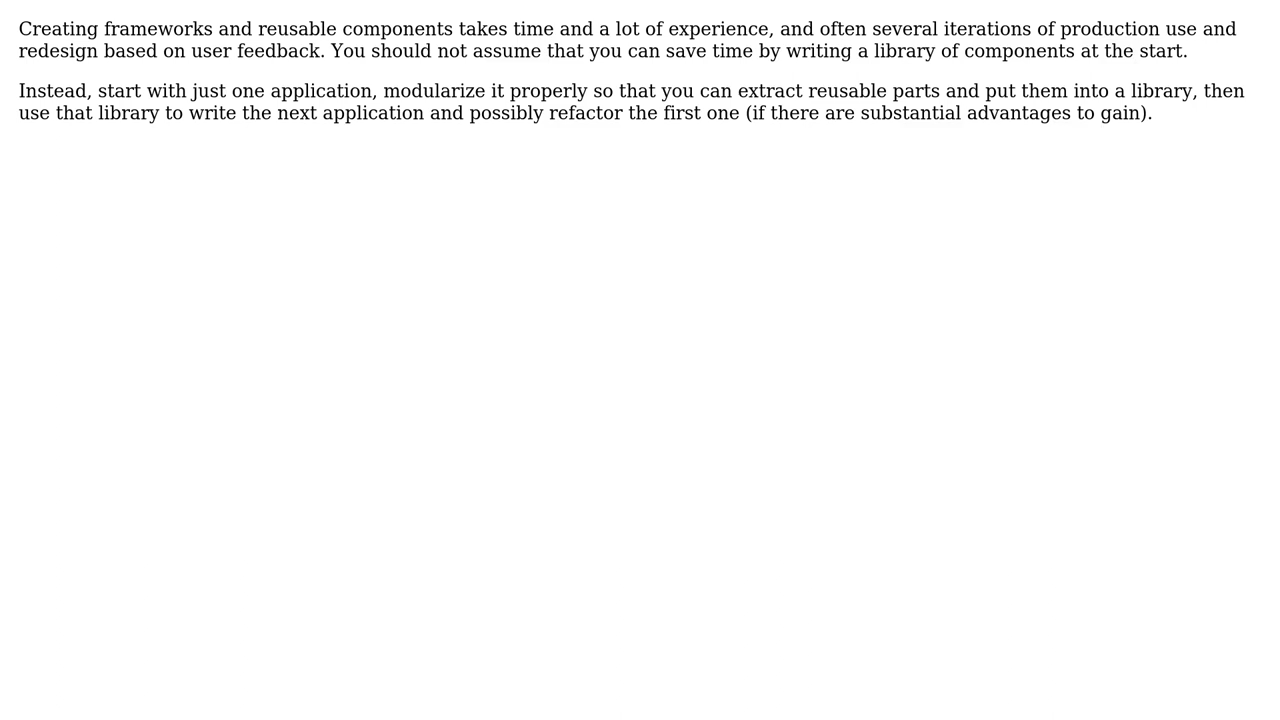 Creating frameworks and reusable components takes time and a lot of experience, and often several iterations of production use and
redesign based on user feedback. You should not assume that you can save time by writing a library of components at the start.
Instead, start with just one application, modularize it properly so that you can extract reusable parts and put them into a library, then
use that library to write the next application and possibly refactor the first one (if there are substantial advantages to gain).